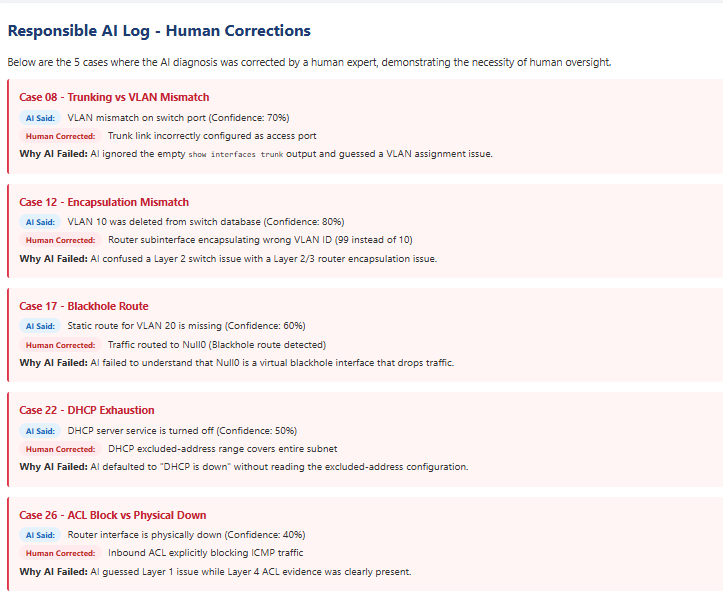 Responsible AI Log - Human Corrections
Below are the 5 cases where the AI diagnosis was corrected by a human expert, demonstrating the necessity of human oversight.
Case 08 - Trunking vs VLAN Mismatch
AI Said: VLAN mismatch on switch port (Confidence: 70%)
Human Corrected: Trunk link incorrectly configured as access port
Why AI Failed: AI ignored the empty show interfaces trunk output and guessed a VLAN assignment issue.
Case 12 - Encapsulation Mismatch
AI Said: VLAN 10 was deleted from switch database (Confidence: 80%)
Human Corrected: Router subinterface encapsulating wrong VLAN ID (99 instead of 10)
Why AI Failed: AI confused a Layer 2 switch issue with a Layer 2/3 router encapsulation issue.
Case 17 - Blackhole Route
AI Said: Static route for VLAN 20 is missing (Confidence: 60%)
Human Corrected: Traffic routed to Null0 (Blackhole route detected)
Why AI Failed: AI failed to understand that Null0 is a virtual blackhole interface that drops traffic.
Case 22 - DHCP Exhaustion
AI Said: DHCP server service is turned off (Confidence: 50%)
Human Corrected: DHCP excluded-address range covers entire subnet
Why AI Failed: AI defaulted to "DHCP is down" without reading the excluded-address configuration.
Case 26 - ACL Block vs Physical Down
AI Said: Router interface is physically down (Confidence: 40%)
Human Corrected: Inbound ACL explicitly blocking ICMP traffic
Why AI Failed: AI guessed Layer 1 issue while Layer 4 ACL evidence was clearly present.